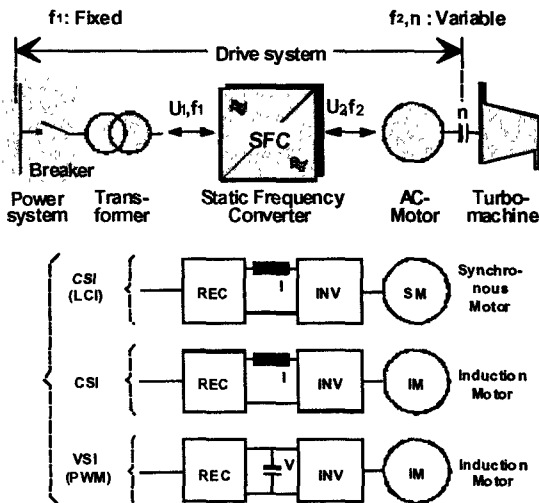 f1: Fixed
f2,n : Variable
Drive system
n
U1,f1
SFC
U2,f2
Breaker
Power
system
Trans-
former
Static Frequency
Converter
AC-
Motor
Turbo-
machine
CSI
(LCI)
REC
I
INV
SM
Synchro-
nous
Motor
CSI
REC
I
INV
IM
Induction
Motor
VSI
(PWM)
REC
V
INV
IM
Induction
Motor